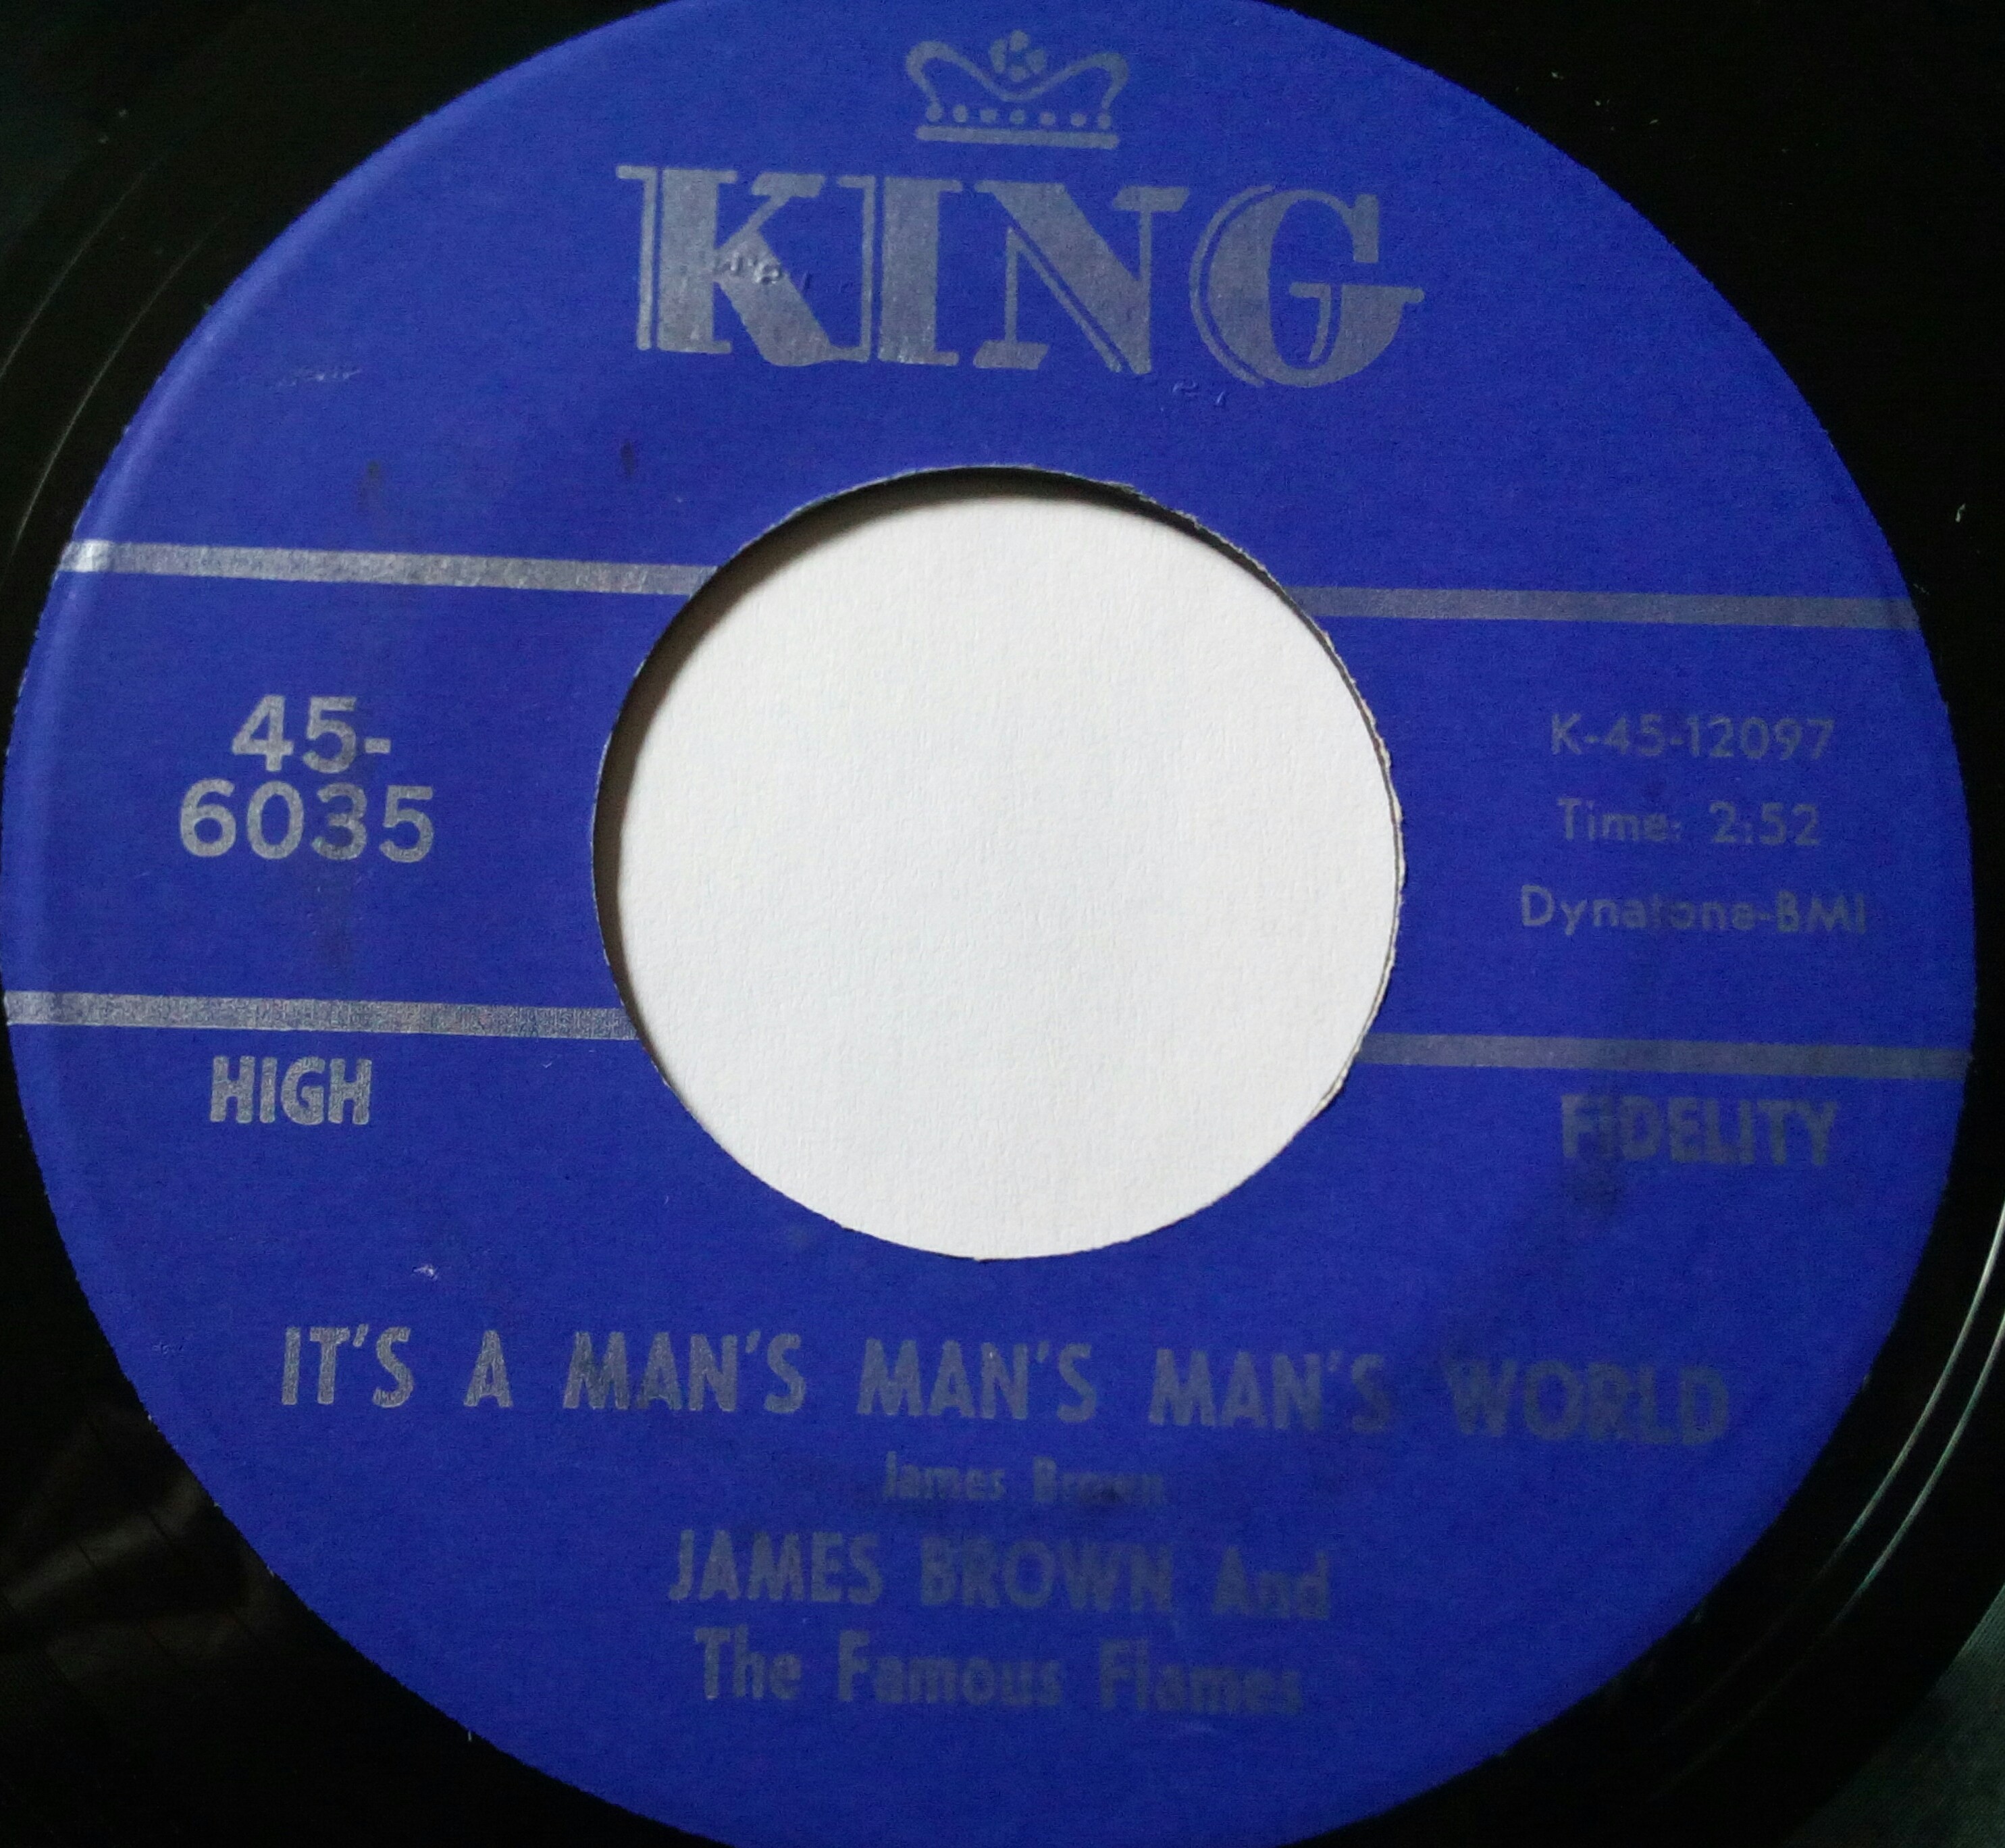 KING
45-
6035
K-45-12097
Time: 2:52
Dynatone-BMI
HIGH
FIDELITY
IT'S A MAN'S MAN'S MAN'S WORLD
James Brown
JAMES BROWN And
The Famous Flames